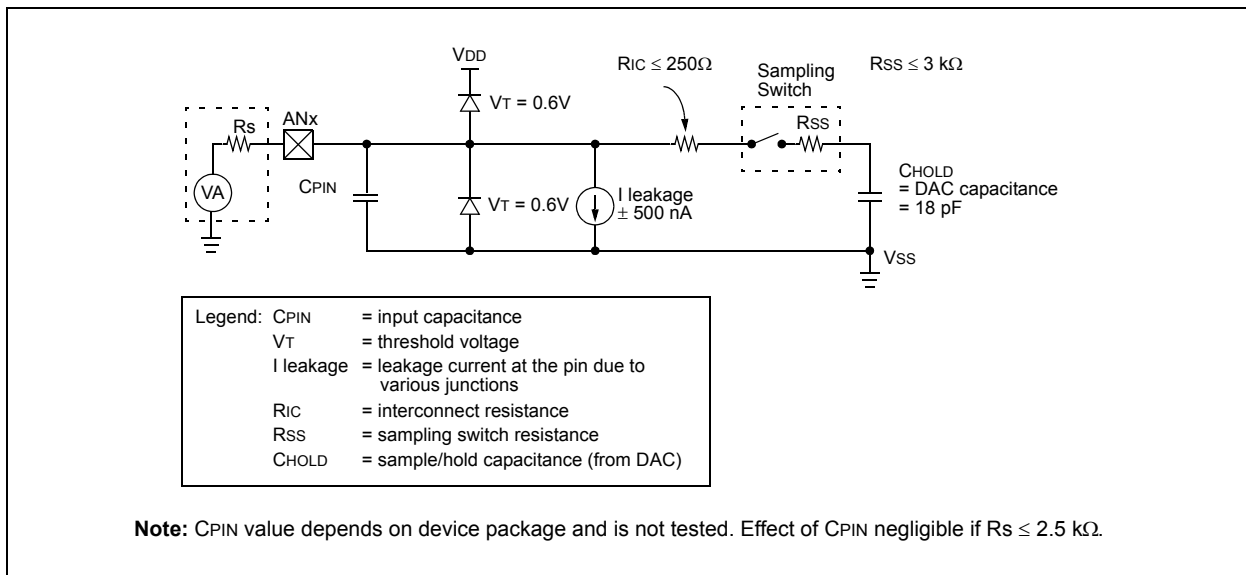 VDD
RIC ≤ 250Ω
Sampling
Switch
RSS ≤ 3 kΩ
VT = 0.6V
Rs
ANx
RSS
VA
CPIN
VT = 0.6V
I leakage
± 500 nA
CHOLD
= DAC capacitance
= 18 pF
VSS
Legend: CPIN = input capacitance
VT = threshold voltage
I leakage = leakage current at the pin due to
various junctions
RIC = interconnect resistance
RSS = sampling switch resistance
CHOLD = sample/hold capacitance (from DAC)
Note: CPIN value depends on device package and is not tested. Effect of CPIN negligible if Rs ≤ 2.5 kΩ.